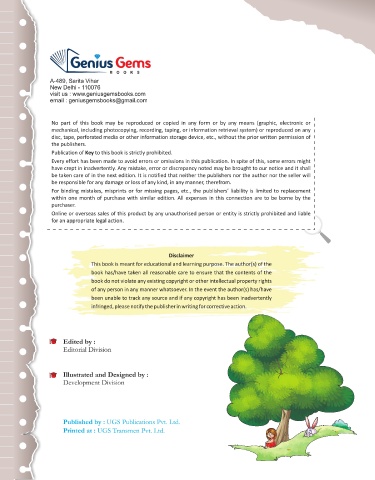 Genius Gems
BOOKS
A-489, Sarita Vihar
New Delhi - 110076
visit us : www.geniusgemsbooks.com
email : geniusgemsbooks@gmail.com
No part of this book may be reproduced or copied in any form or by any means (graphic, electronic or
mechanical, including photocopying, recording, taping, or information retrieval system) or reproduced on any
disc, tape, perforated media or other information storage device, etc., without the prior written permission of
the publishers.
Publication of Key to this book is strictly prohibited.
Every effort has been made to avoid errors or omissions in this publication. In spite of this, some errors might
have crept in inadvertently. Any mistake, error or discrepancy noted may be brought to our notice and it shall
be taken care of in the next edition. It is notified that neither the publishers nor the author nor the seller will
be responsible for any damage or loss of any kind, in any manner, therefrom.
For binding mistakes, misprints or for missing pages, etc., the publishers' liability is limited to replacement
within one month of purchase with similar edition. All expenses in this connection are to be borne by the
purchaser.
Online or overseas sales of this product by any unauthorised person or entity is strictly prohibited and liable
for an appropriate legal action.
Disclaimer
This book is meant for educational and learning purpose. The author(s) of the
book has/have taken all reasonable care to ensure that the contents of the
book do not violate any existing copyright or other intellectual property rights
of any person in any manner whatsoever. In the event the author(s) has/have
been unable to track any source and if any copyright has been inadvertently
infringed, please notify the publisher in writing for corrective action.
Edited by :
Editorial Division
Illustrated and Designed by :
Development Division
Published by : UGS Publications Pvt. Ltd.
Printed at : UGS Transmen Pvt. Ltd.